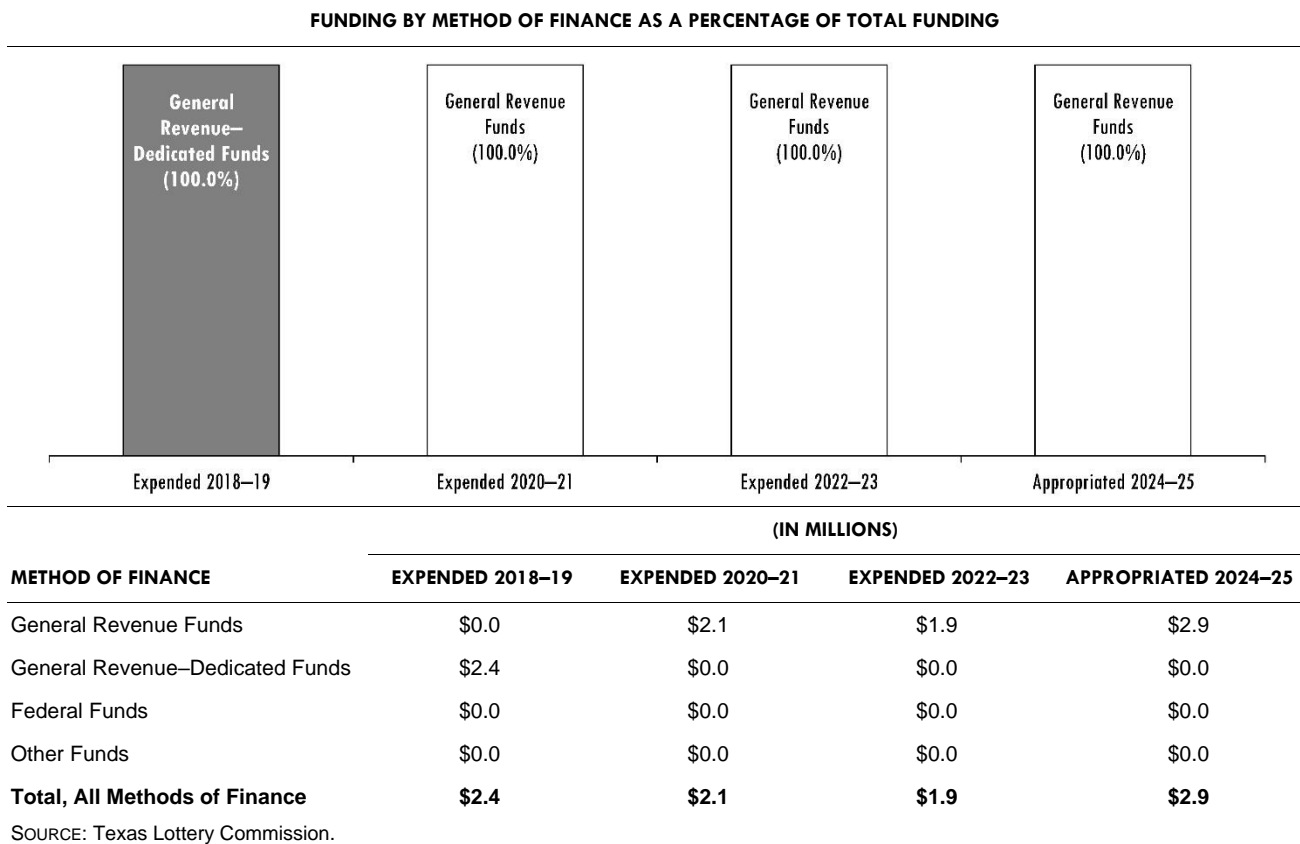 FUNDING BY METHOD OF FINANCE AS A PERCENTAGE OF TOTAL FUNDING
General
Revenue–
Dedicated Funds
(100.0%)
General Revenue
Funds
(100.0%)
General Revenue
Funds
(100.0%)
General Revenue
Funds
(100.0%)
Expended 2018–19 Expended 2020–21 Expended 2022–23 Appropriated 2024–25
(IN MILLIONS)
METHOD OF FINANCE EXPENDED 2018–19 EXPENDED 2020–21 EXPENDED 2022–23 APPROPRIATED 2024–25
General Revenue Funds $0.0 $2.1 $1.9 $2.9
General Revenue–Dedicated Funds $2.4 $0.0 $0.0 $0.0
Federal Funds $0.0 $0.0 $0.0 $0.0
Other Funds $0.0 $0.0 $0.0 $0.0
Total, All Methods of Finance $2.4 $2.1 $1.9 $2.9
SOURCE: Texas Lottery Commission.